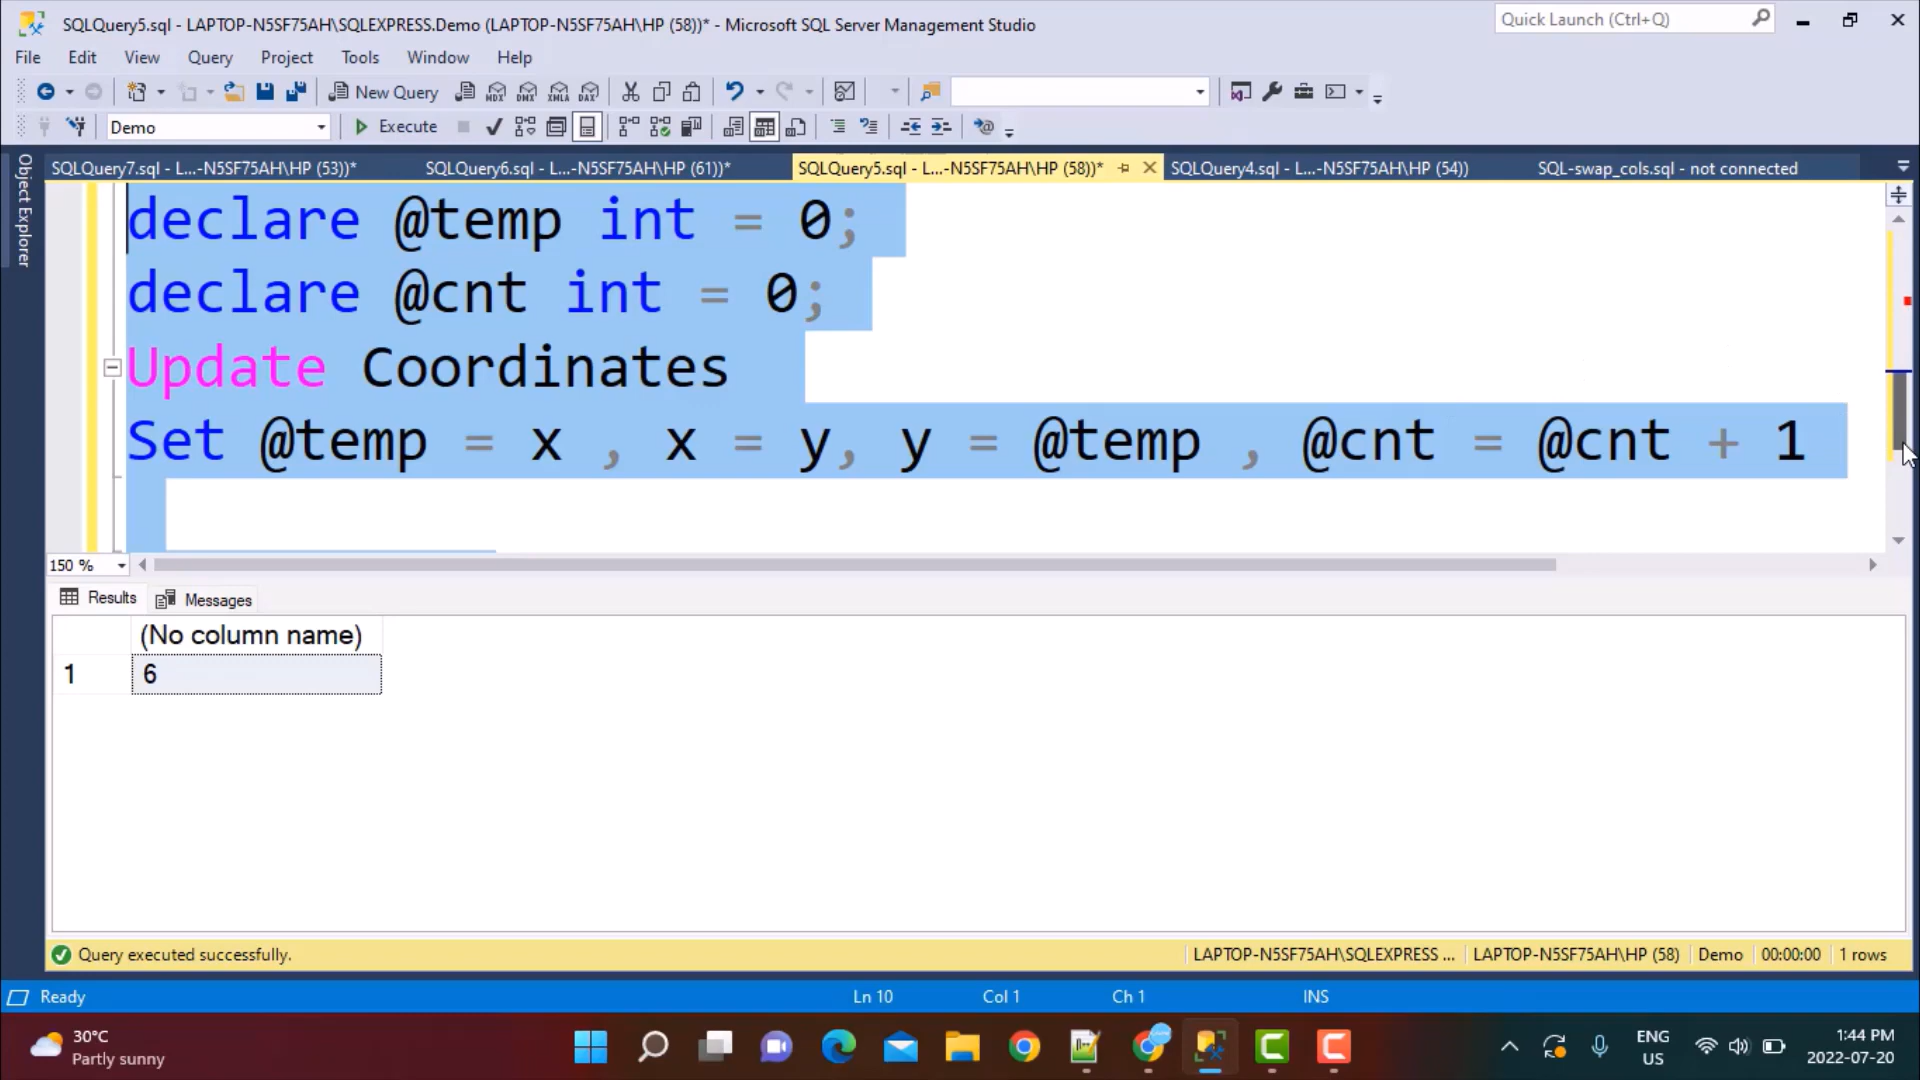 SQLQuery5.sql - LAPTOP-N5SF75AH\SQLEXPRESS.Demo (LAPTOP-N5SF75AH\HP (58))* - Microsoft SQL Server Management Studio
Quick Launch (Ctrl+Q)
File Edit View Query Project Tools Window Help
New Query
MDX DMX XMLA DAX
Demo
Execute
Object Explorer
SQLQuery7.sql - L...-N5SF75AH\HP (53))*
SQLQuery6.sql - L...-N5SF75AH\HP (61))*
SQLQuery5.sql - L...-N5SF75AH\HP (58))*
SQLQuery4.sql - L...-N5SF75AH\HP (54))
SQL-swap_cols.sql - not connected
declare @temp int = 0;
declare @cnt int = 0;
Update Coordinates
Set @temp = x , x = y, y = @temp , @cnt = @cnt + 1
150 %
Results Messages
(No column name)
1 6
Query executed successfully.
LAPTOP-N5SF75AH\SQLEXPRESS ... LAPTOP-N5SF75AH\HP (58) Demo 00:00:00 1 rows
Ready Ln 10 Col 1 Ch 1 INS
30°C
Partly sunny
ENG
US
1:44 PM
2022-07-20